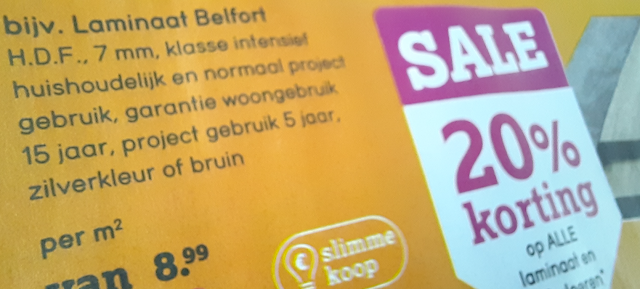 bijv. Laminaat Belfort
H.D.F., 7 mm, klasse intensief
huishoudelijk en normaal project
gebruik, garantie woongebruik
15 jaar, project gebruik 5 jaar,
zilverkleur of bruin
per m²
van 8.99
slimme
koop
SALE
20%
korting
op ALLE
laminaat en